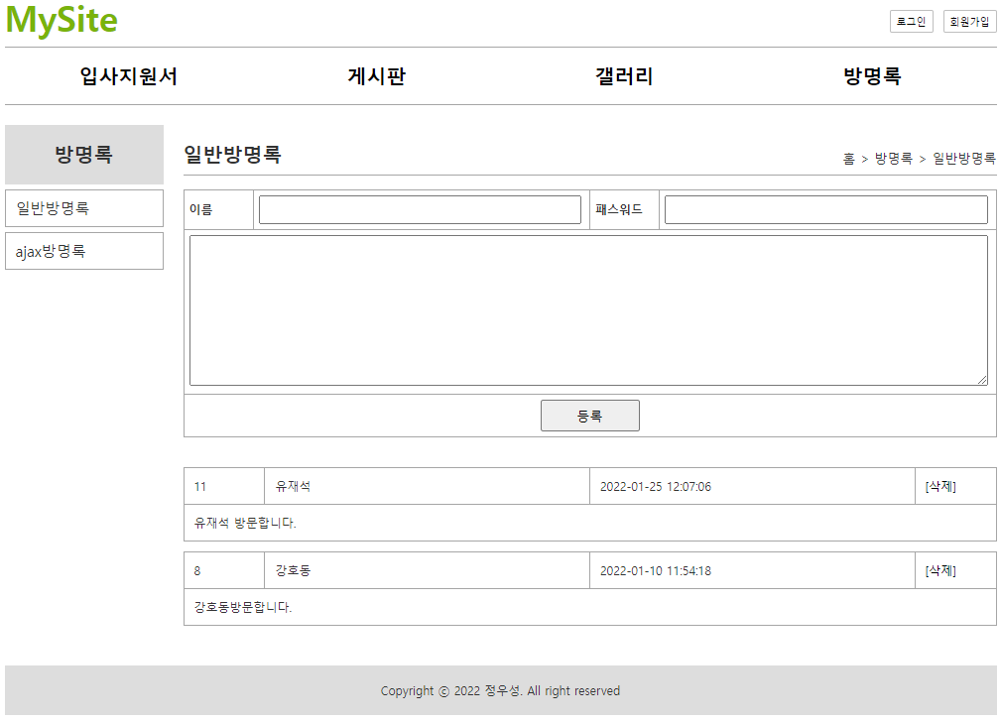 MySite
로그인 회원가입
입사지원서 게시판 갤러리 방명록
방명록
일반방명록
ajax방명록
일반방명록
홈 > 방명록 > 일반방명록
이름 패스워드
등록
11 유재석 2022-01-25 12:07:06 [삭제]
유재석 방문합니다.
8 강호동 2022-01-10 11:54:18 [삭제]
강호동방문합니다.
Copyright ⓒ 2022 정우성. All right reserved